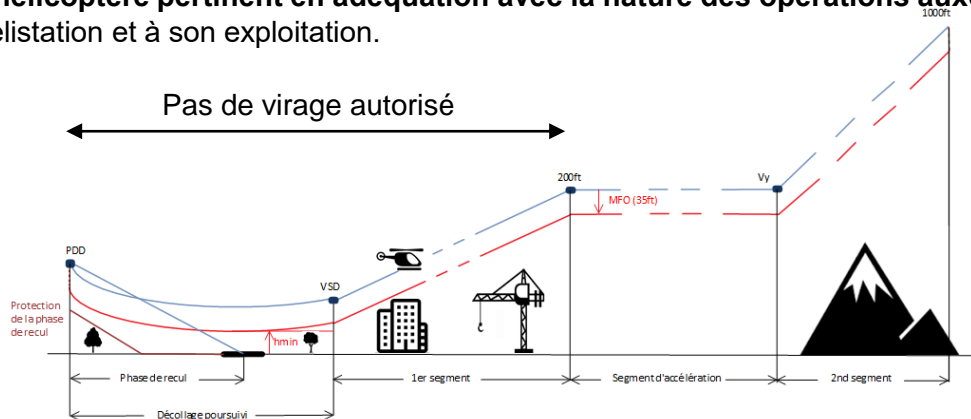 hélicoptère pertinent en adéquation avec la nature des opérations aux
élistation et à son exploitation.
1000ft
Pas de virage autorisé
200ft
Vy
MFO (35ft)
PDD
VSD
Protection
de la phase
de recul
hmin
Phase de recul
1er segment
Segment d'accélération
2nd segment
Décollage poursuivi